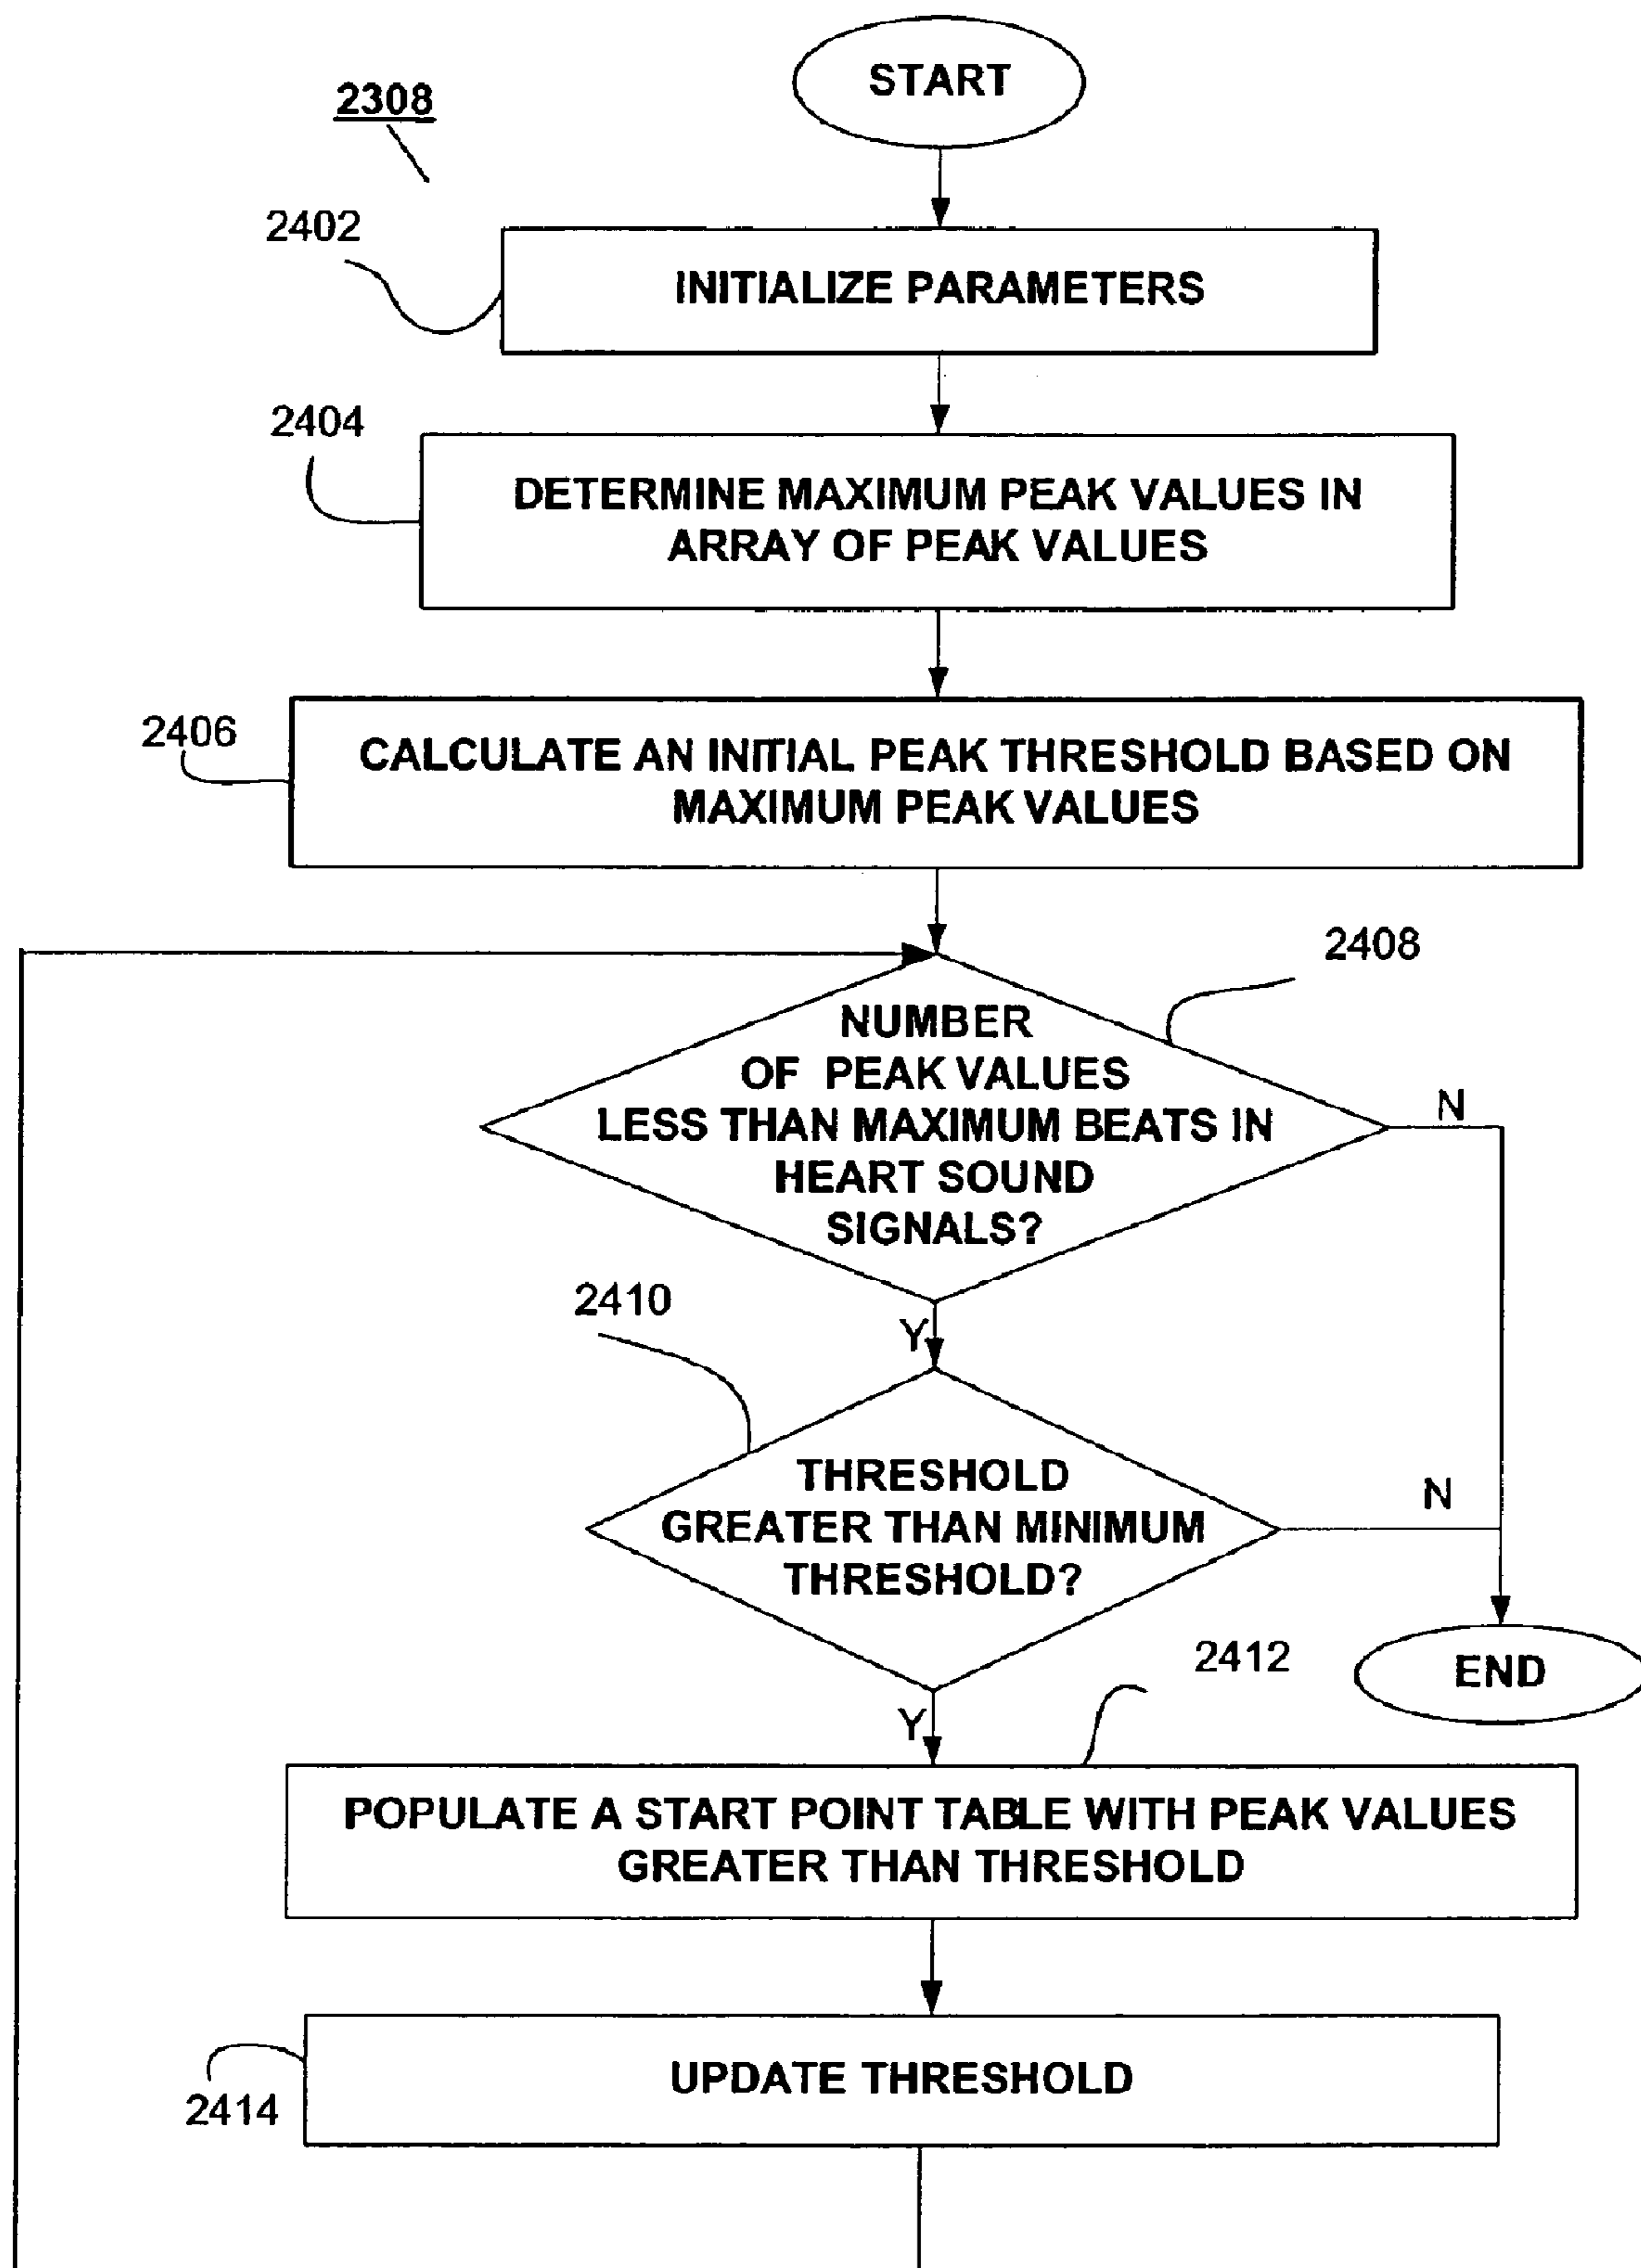 START
2308
2402
INITIALIZE PARAMETERS
2404
DETERMINE MAXIMUM PEAK VALUES IN
ARRAY OF PEAK VALUES
2406
CALCULATE AN INITIAL PEAK THRESHOLD BASED ON
MAXIMUM PEAK VALUES
2408
NUMBER
OF PEAK VALUES
LESS THAN MAXIMUM BEATS IN
HEART SOUND
SIGNALS?
N
2410
Y
THRESHOLD
GREATER THAN MINIMUM
THRESHOLD?
N
2412
END
Y
POPULATE A START POINT TABLE WITH PEAK VALUES
GREATER THAN THRESHOLD
UPDATE THRESHOLD
2414